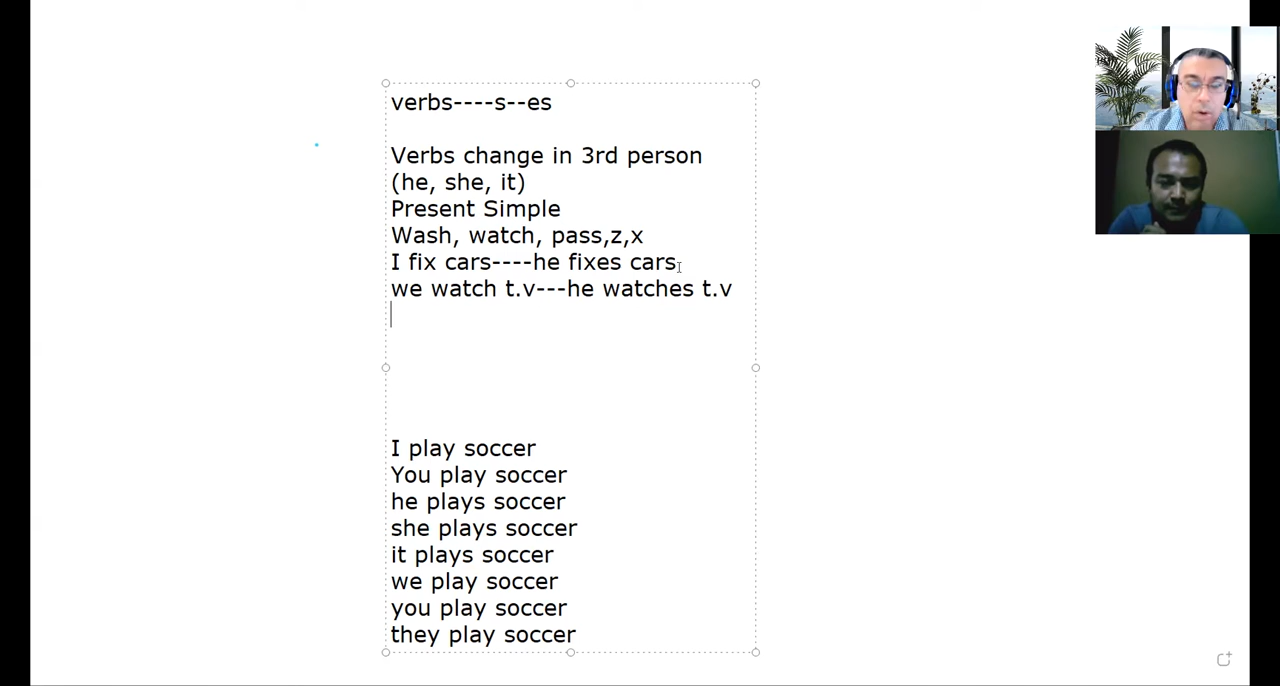 verbs----s--es
Verbs change in 3rd person
(he, she, it)
Present Simple
Wash, watch, pass,z,x
I fix cars----he fixes cars
we watch t.v---he watches t.v
I play soccer
You play soccer
he plays soccer
she plays soccer
it plays soccer
we play soccer
you play soccer
they play soccer